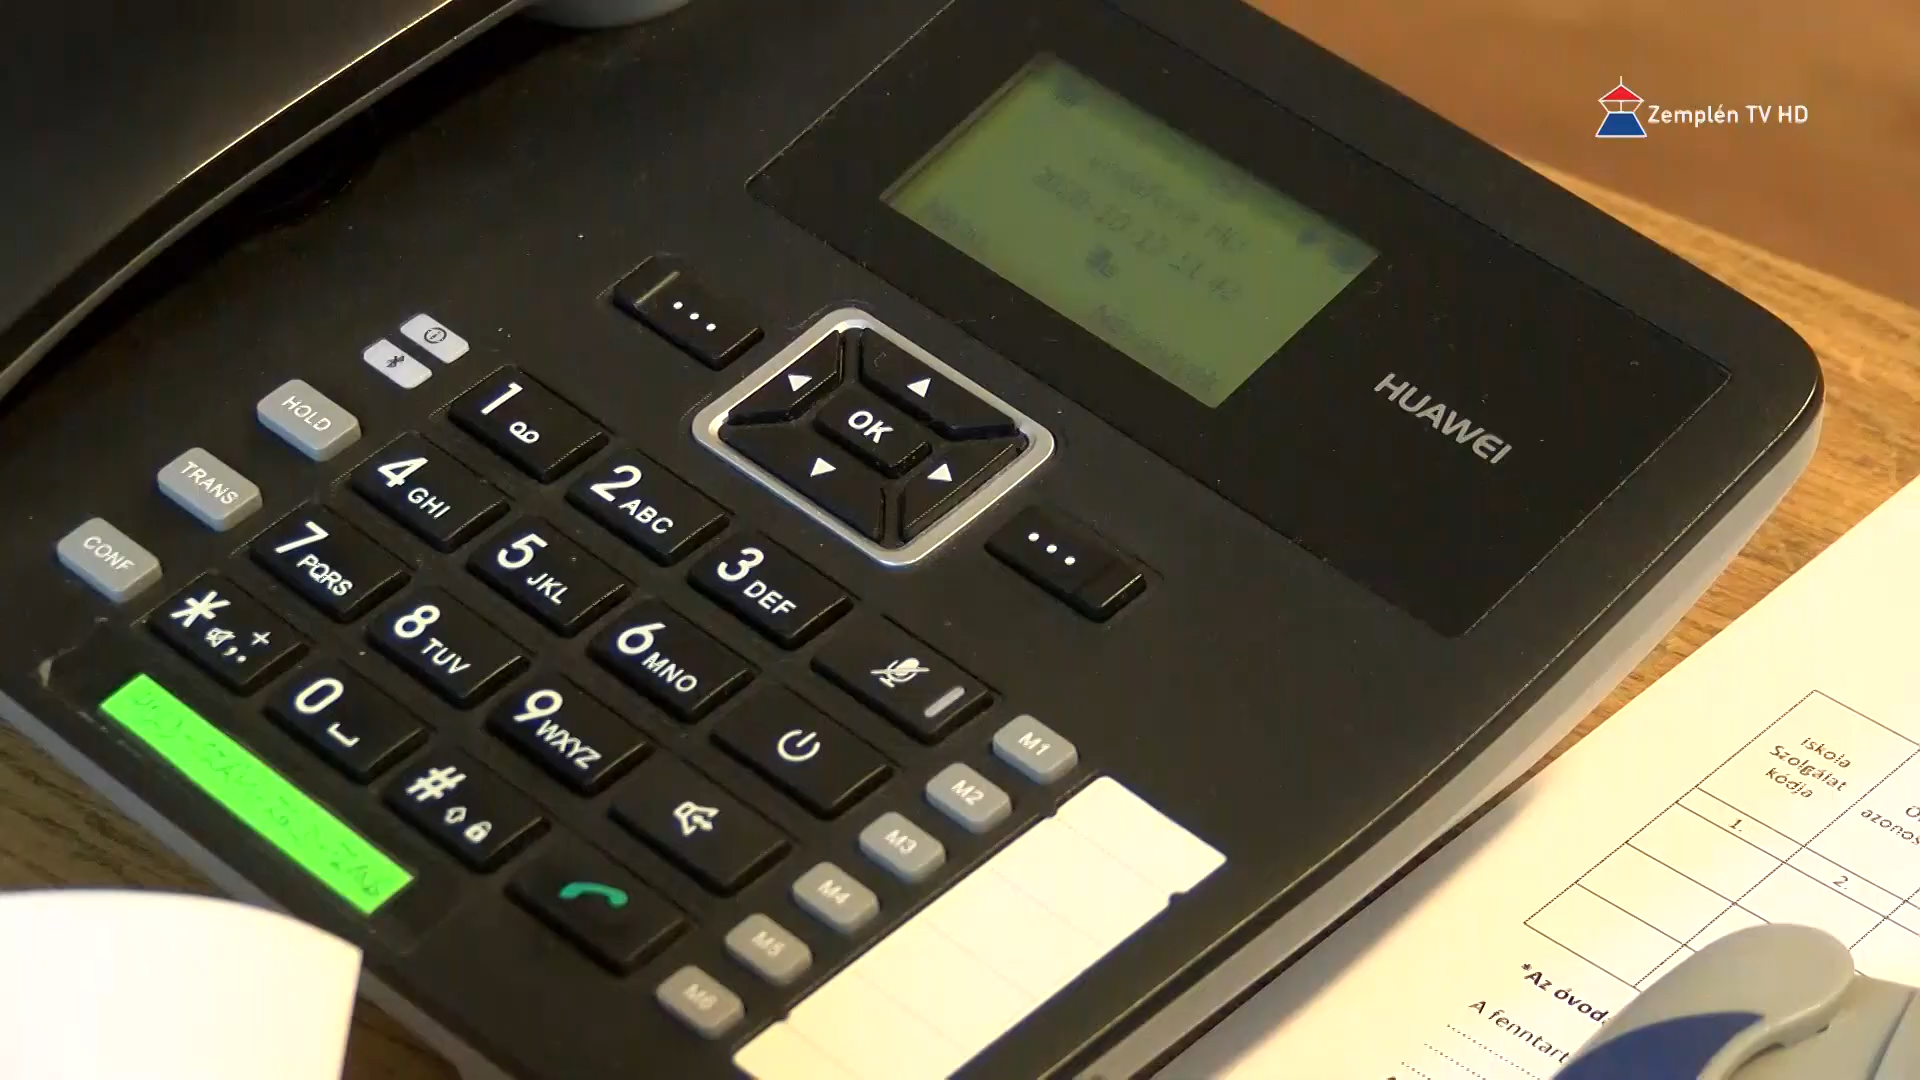 Zemplén TV HD
HUAWEI
OK
HOLD
TRANS
CONF
1
2 ABC
3 DEF
4 GHI
5 JKL
6 MNO
7 PQRS
8 TUV
9 WXYZ
*
+
0
#
M1
M2
M3
M4
M5
M6
iskola
Szolgálat
kódja
1.
2.
*Az óvod
A fenntart